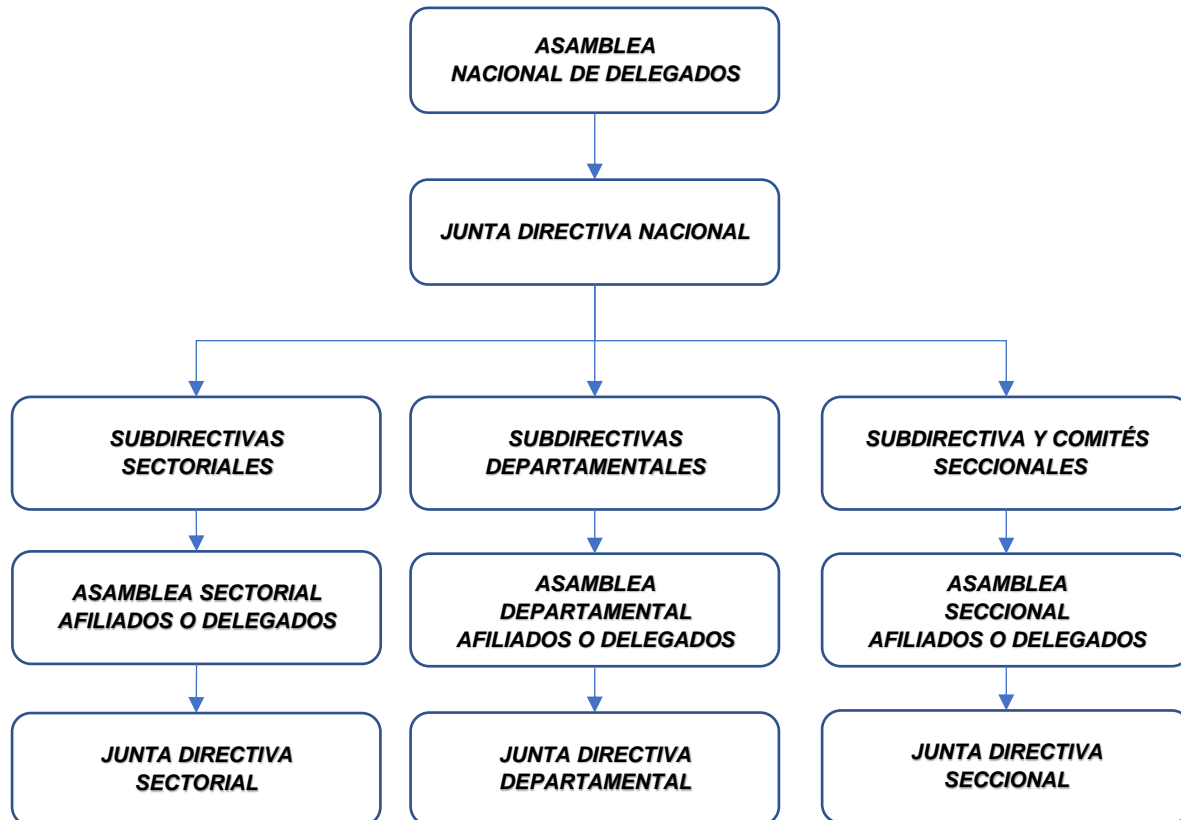 ASAMBLEA
NACIONAL DE DELEGADOS
JUNTA DIRECTIVA NACIONAL
SUBDIRECTIVAS
SECTORIALES
SUBDIRECTIVAS
DEPARTAMENTALES
SUBDIRECTIVA Y COMITÉS
SECCIONALES
ASAMBLEA SECTORIAL
AFILIADOS O DELEGADOS
ASAMBLEA
DEPARTAMENTAL
AFILIADOS O DELEGADOS
ASAMBLEA
SECCIONAL
AFILIADOS O DELEGADOS
JUNTA DIRECTIVA
SECTORIAL
JUNTA DIRECTIVA
DEPARTAMENTAL
JUNTA DIRECTIVA
SECCIONAL